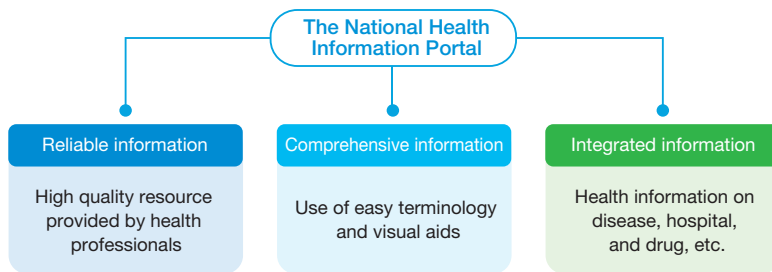 The National Health
Information Portal
Reliable information
High quality resource
provided by health
professionals
Comprehensive information
Use of easy terminology
and visual aids
Integrated information
Health information on
disease, hospital,
and drug, etc.